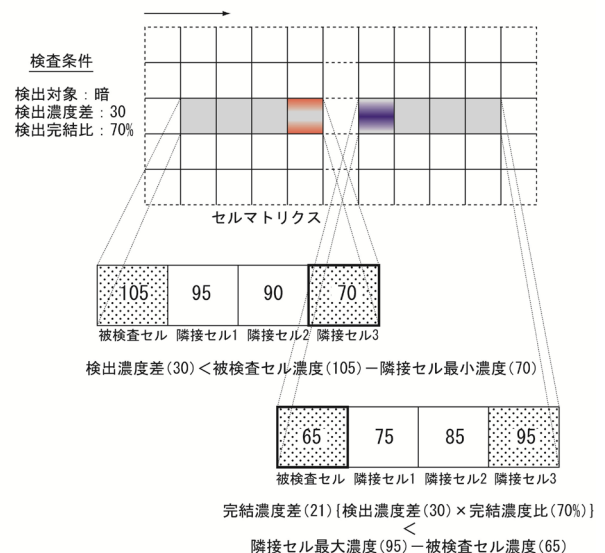 検査条件
検出対象：暗
検出濃度差：30
検出完結比：70%
セルマトリクス
105 95 90 70
被検査セル 隣接セル1 隣接セル2 隣接セル3
検出濃度差(30)＜被検査セル濃度(105)－隣接セル最小濃度(70)
65 75 85 95
被検査セル 隣接セル1 隣接セル2 隣接セル3
完結濃度差(21){検出濃度差(30)×完結濃度比(70%)}
＜
隣接セル最大濃度(95)－被検査セル濃度(65)